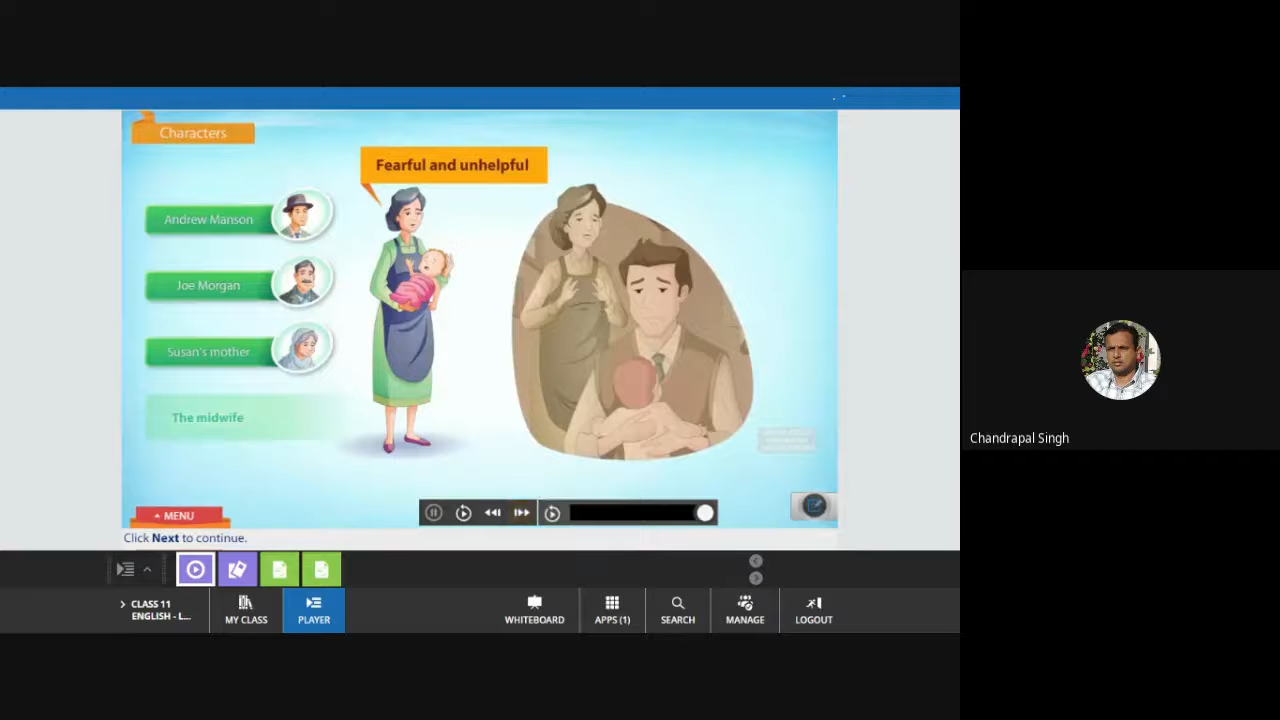 Characters
Fearful and unhelpful
Andrew Manson
Joe Morgan
Susan's mother
The midwife
MENU
Click Next to continue.
Chandrapal Singh
CLASS 11
ENGLISH - L...
MY CLASS
PLAYER
WHITEBOARD
APPS (1)
SEARCH
MANAGE
LOGOUT